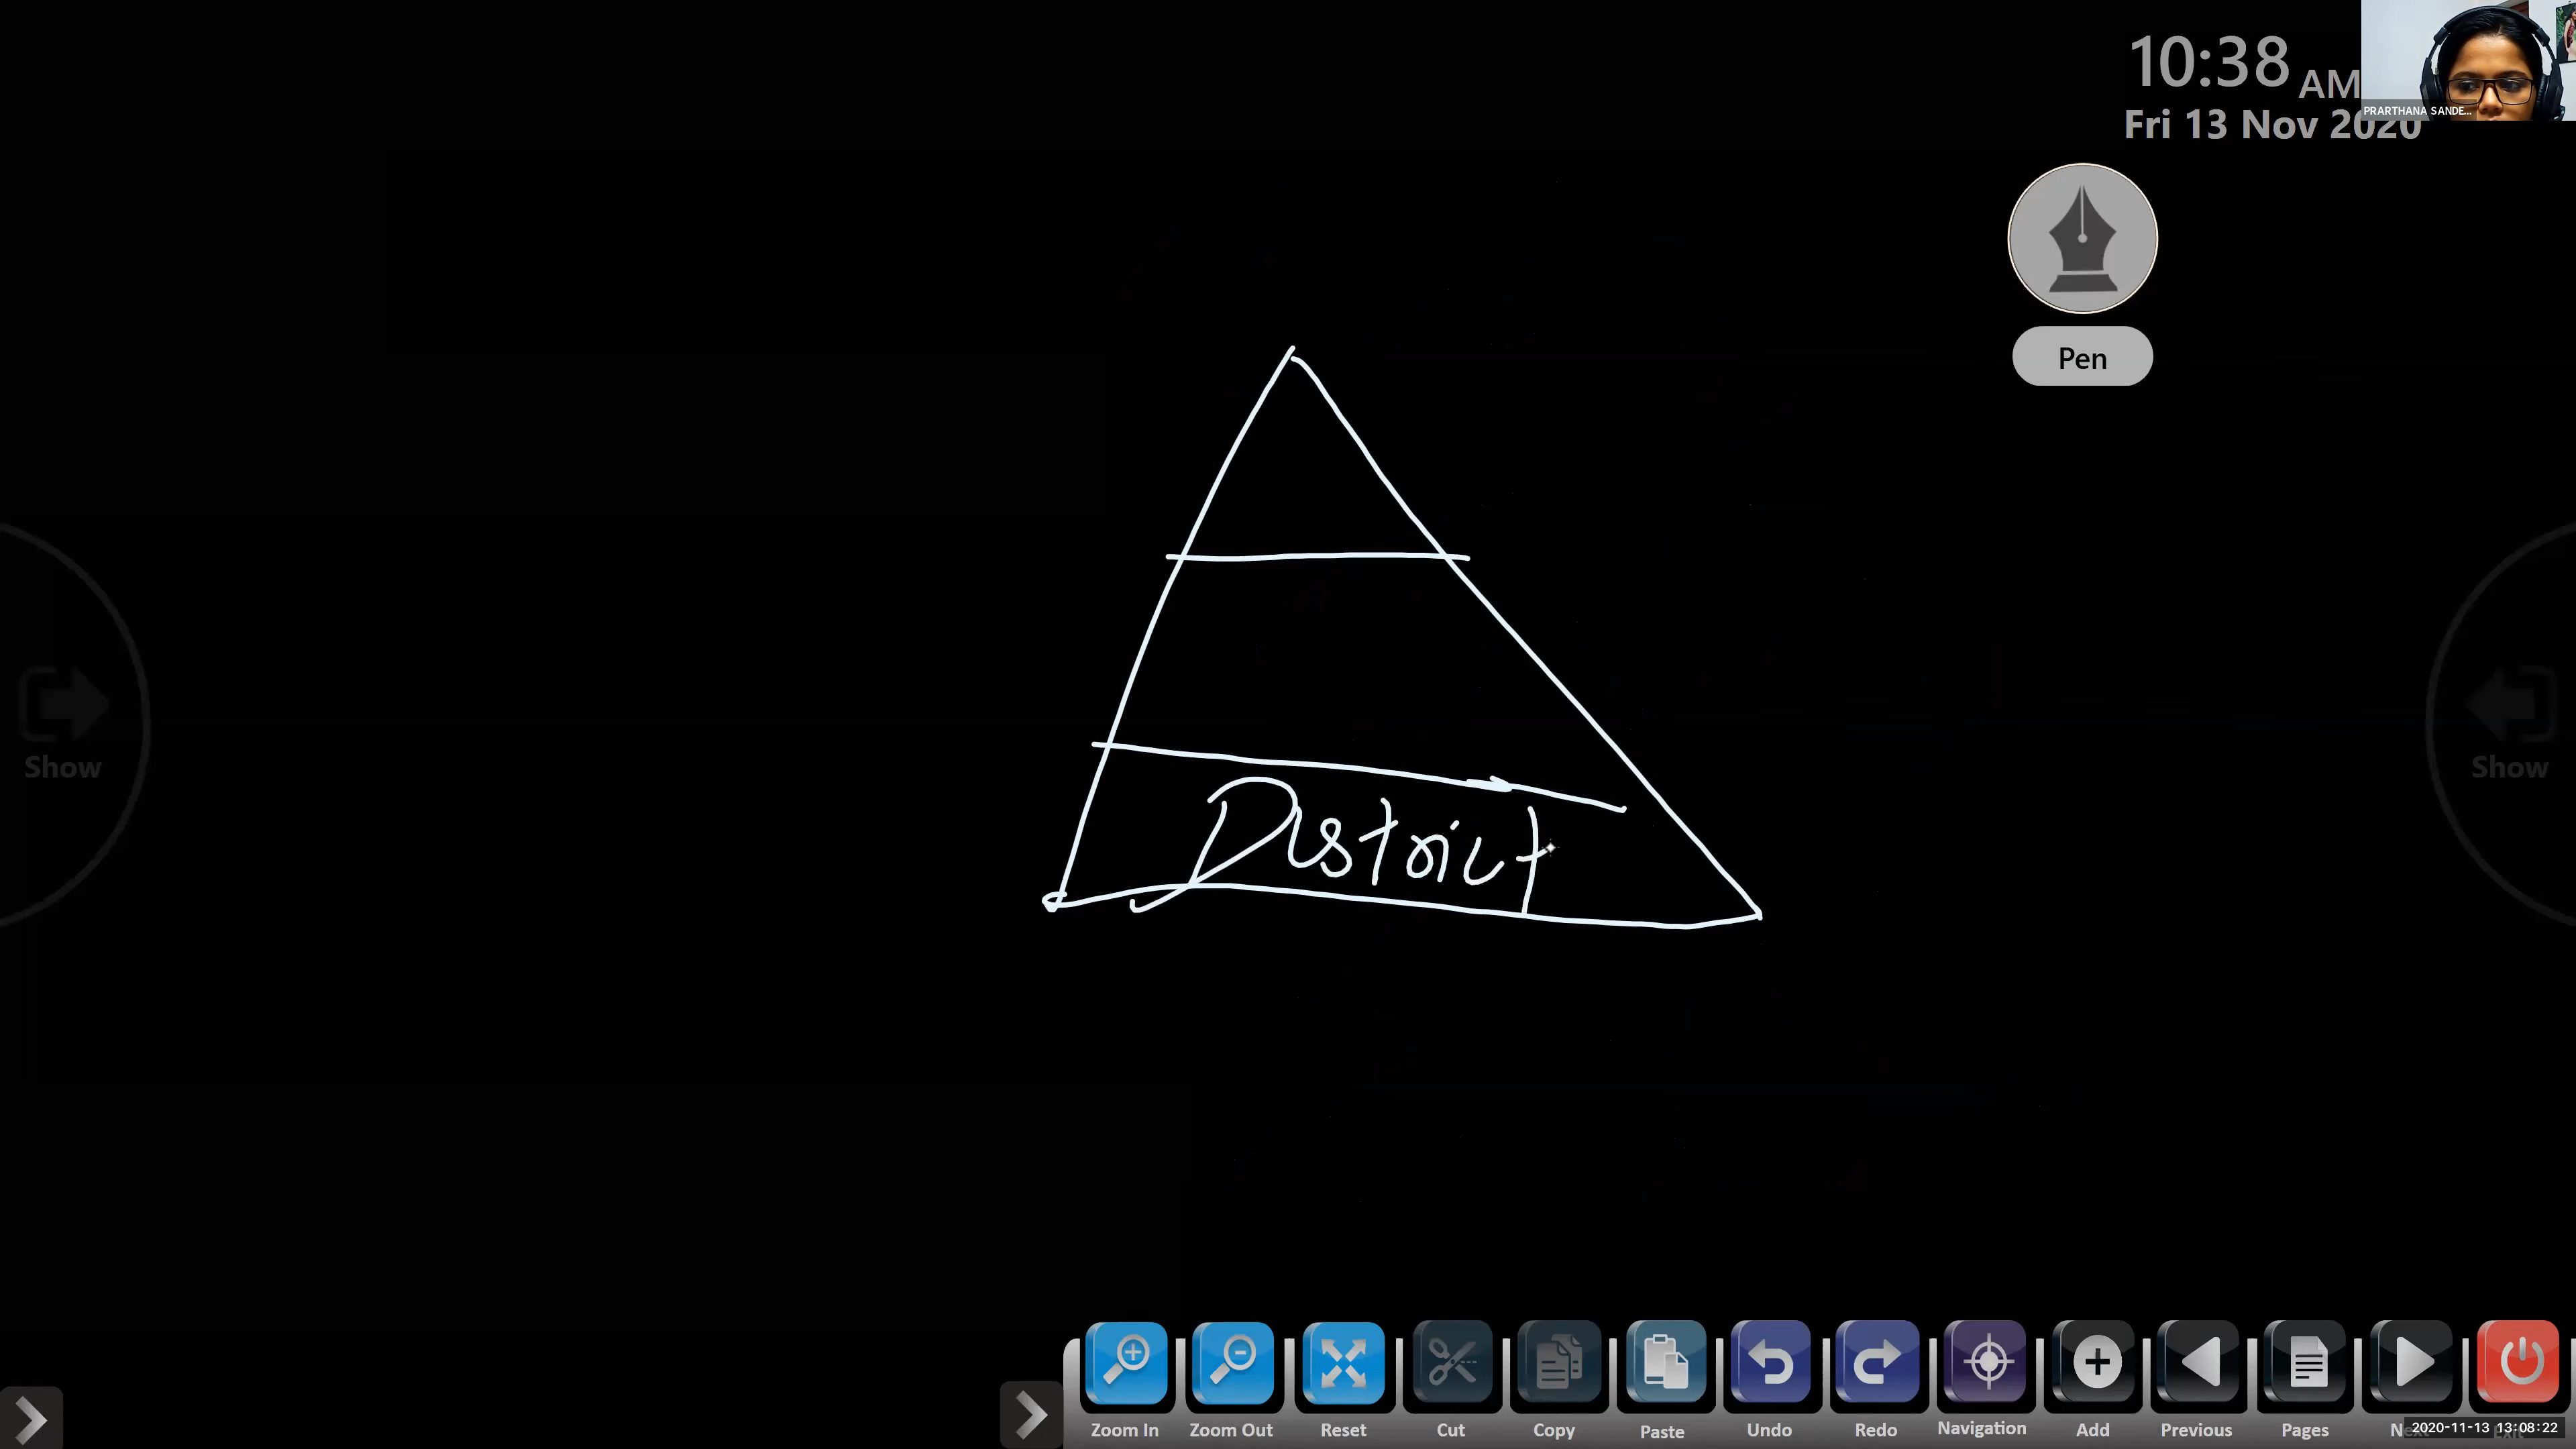 10:38 AM
PRARTHANA SANDE...
Fri 13 Nov 2020
Pen
Show
Show
District
Zoom In
Zoom Out
Reset
Cut
Copy
Paste
Undo
Redo
Navigation
Add
Previous
Pages
2020-11-13 13:08:22